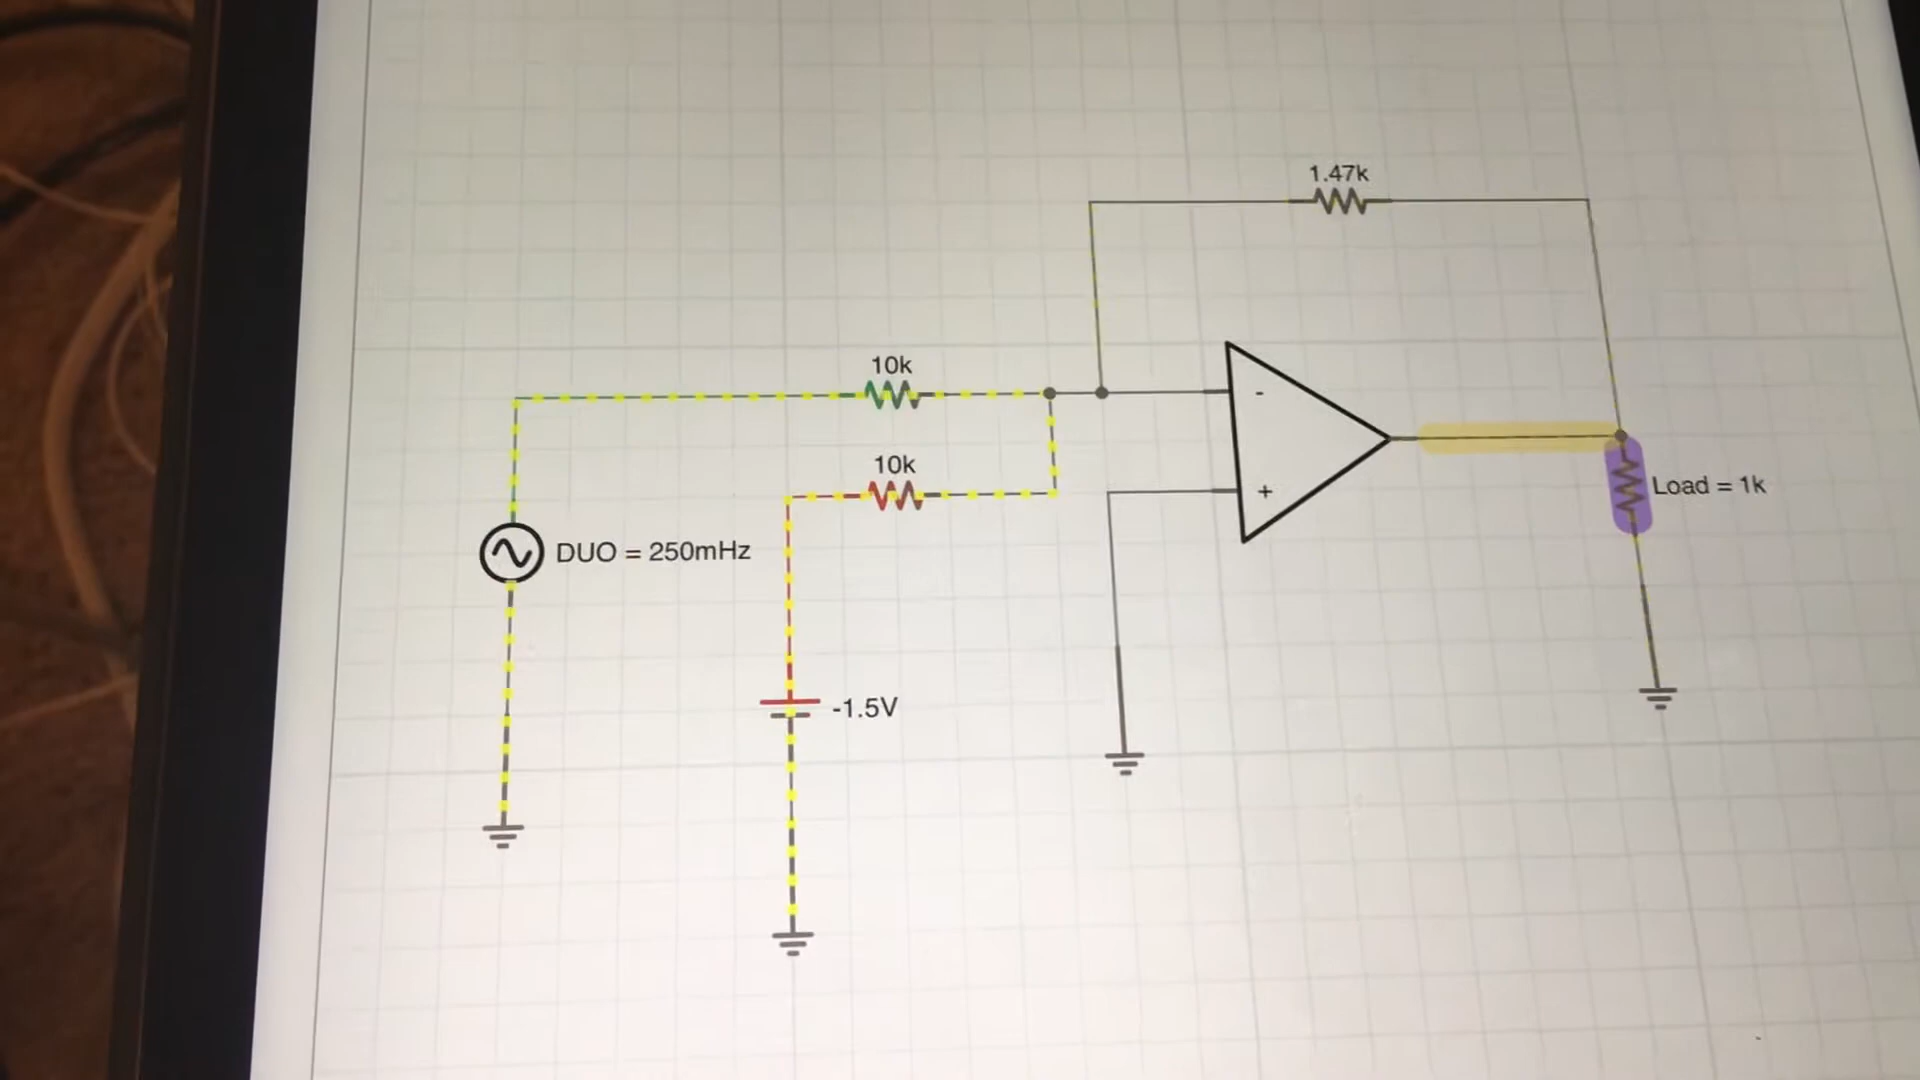 1.47k
10k
-
10k
+
Load = 1k
DUO = 250mHz
-1.5V